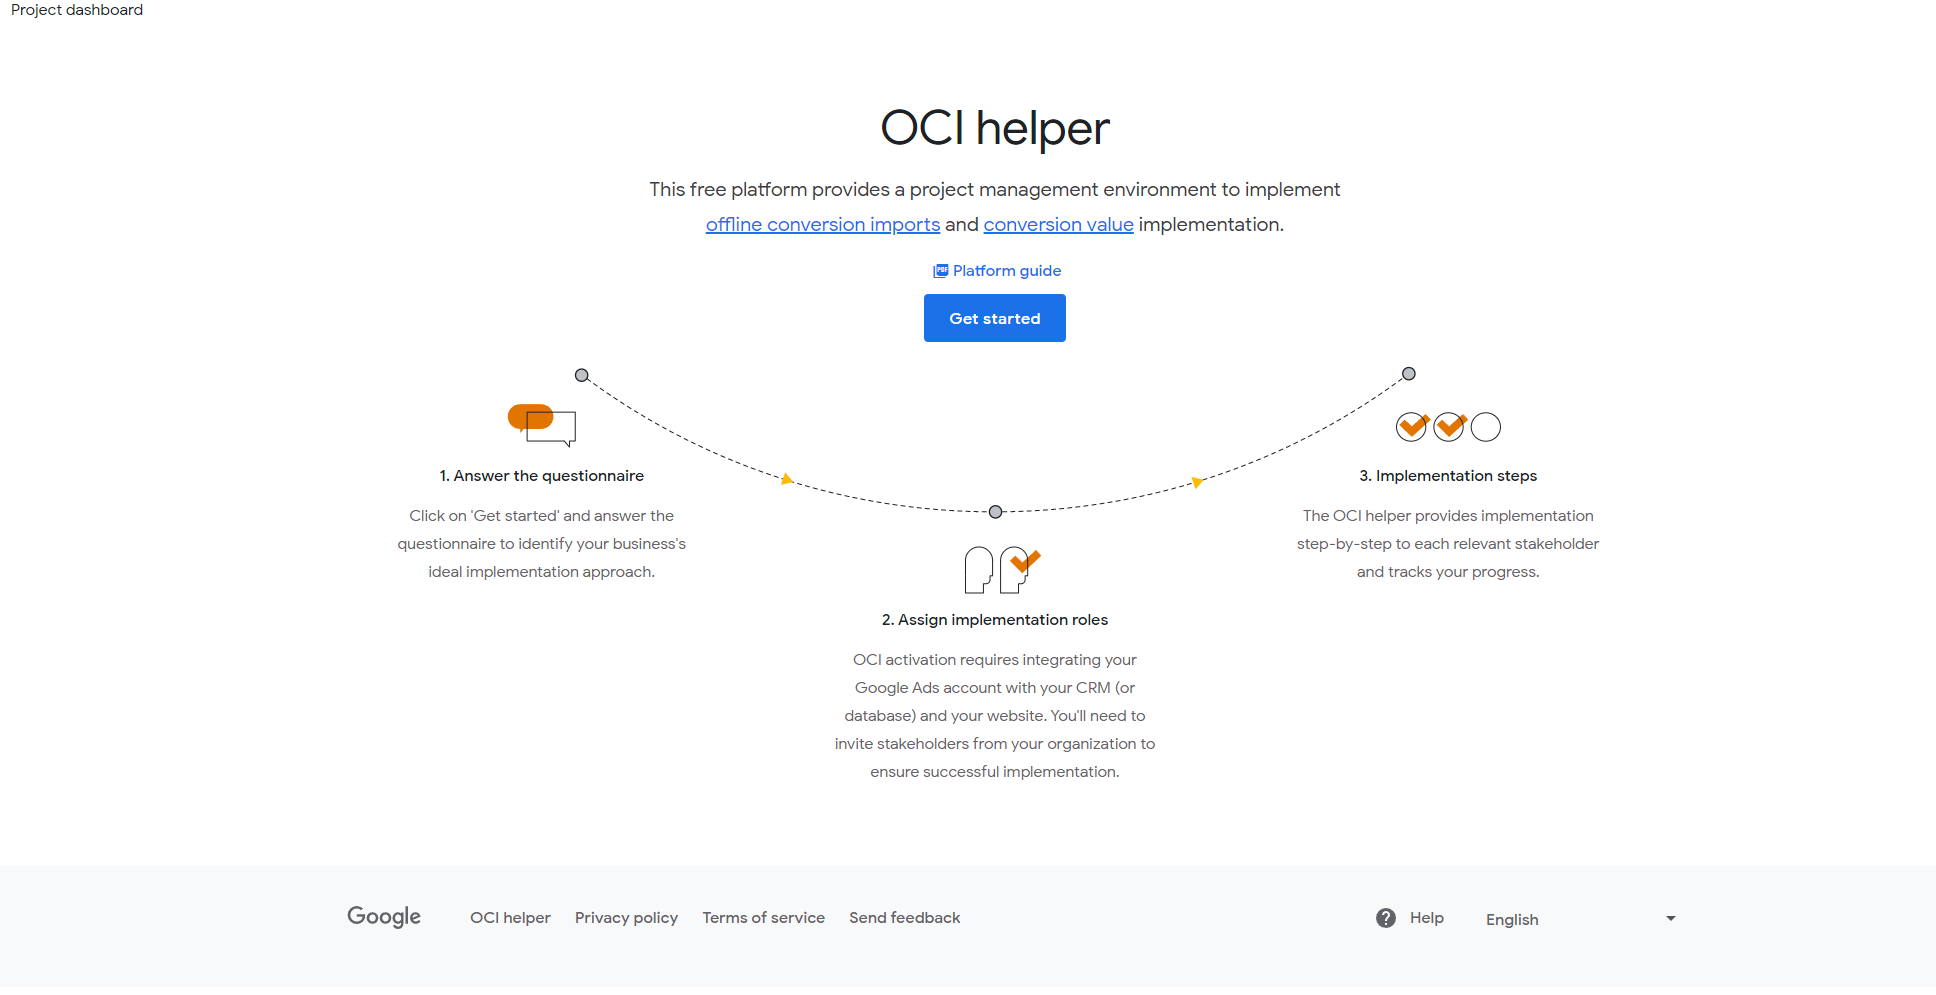 Project dashboard
OCI helper
This free platform provides a project management environment to implement
offline conversion imports and conversion value implementation.
PDF Platform guide
Get started
1. Answer the questionnaire
Click on 'Get started' and answer the
questionnaire to identify your business's
ideal implementation approach.
2. Assign implementation roles
OCI activation requires integrating your
Google Ads account with your CRM (or
database) and your website. You'll need to
invite stakeholders from your organization to
ensure successful implementation.
3. Implementation steps
The OCI helper provides implementation
step-by-step to each relevant stakeholder
and tracks your progress.
Google OCI helper Privacy policy Terms of service Send feedback ? Help English